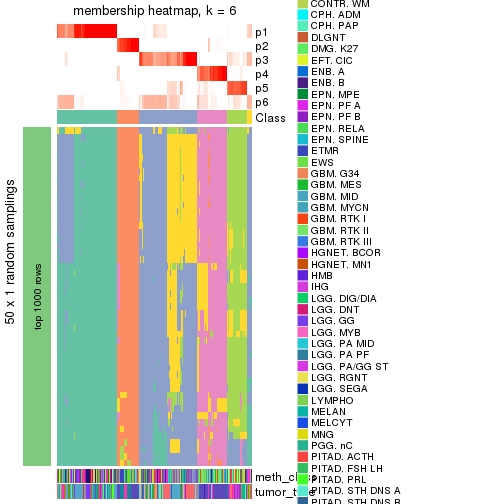 membership heatmap, k = 6
p1
p2
p3
p4
p5
p6
Class
50 x 1 random samplings
top 1000 rows
CONTR. WM
CPH. ADM
CPH. PAP
DLGNT
DMG. K27
EFT. CIC
ENB. A
ENB. B
EPN. MPE
EPN. PF A
EPN. PF B
EPN. RELA
EPN. SPINE
ETMR
EWS
GBM. G34
GBM. MES
GBM. MID
GBM. MYCN
GBM. RTK I
GBM. RTK II
GBM. RTK III
HGNET. BCOR
HGNET. MN1
HMB
IHG
LGG. DIG/DIA
LGG. DNT
LGG. GG
LGG. MYB
LGG. PA MID
LGG. PA PF
LGG. PA/GG ST
LGG. RGNT
LGG. SEGA
LYMPHO
MELAN
MELCYT
MNG
PGG. nC
PITAD. ACTH
PITAD. FSH LH
PITAD. PRL
PITAD. STH DNS A
PITAD. STH DNS B